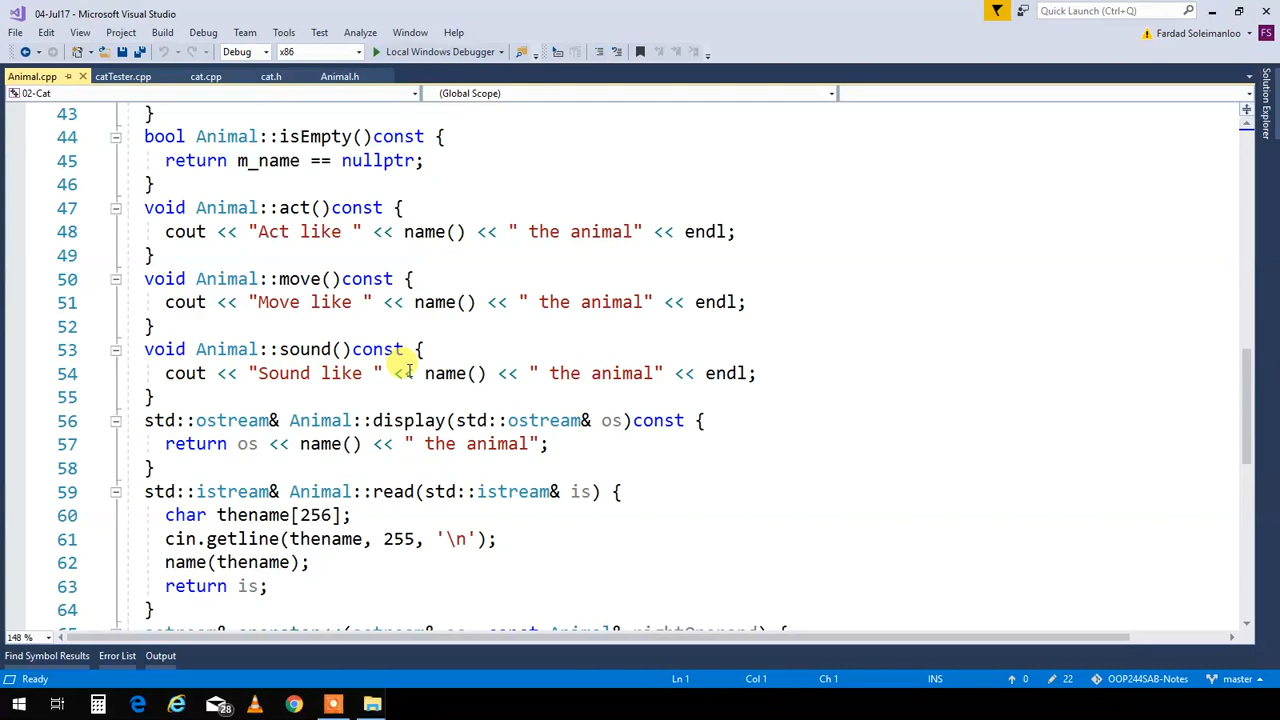 04-Jul17 - Microsoft Visual Studio
Quick Launch (Ctrl+Q)
File Edit View Project Build Debug Team Tools Test Analyze Window Help
Fardad Soleimanloo FS
Debug x86 Local Windows Debugger
Animal.cpp catTester.cpp cat.cpp cat.h Animal.h
02-Cat (Global Scope)
Solution Explorer
43 }
44 bool Animal::isEmpty()const {
45 return m_name == nullptr;
46 }
47 void Animal::act()const {
48 cout << "Act like " << name() << " the animal" << endl;
49 }
50 void Animal::move()const {
51 cout << "Move like " << name() << " the animal" << endl;
52 }
53 void Animal::sound()const {
54 cout << "Sound like " << name() << " the animal" << endl;
55 }
56 std::ostream& Animal::display(std::ostream& os)const {
57 return os << name() << " the animal";
58 }
59 std::istream& Animal::read(std::istream& is) {
60 char thename[256];
61 cin.getline(thename, 255, '\n');
62 name(thename);
63 return is;
64 }
148 %
Find Symbol Results Error List Output
Ready Ln 1 Col 1 Ch 1 INS 0 22 OOP244SAB-Notes master
28